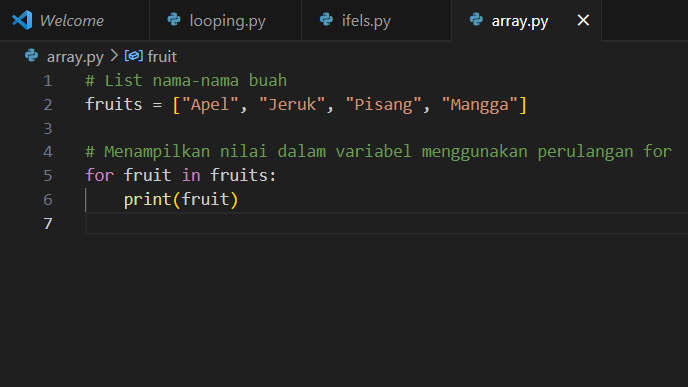 Welcome looping.py ifels.py array.py
array.py > fruit
1 # List nama-nama buah
2 fruits = ["Apel", "Jeruk", "Pisang", "Mangga"]
3
4 # Menampilkan nilai dalam variabel menggunakan perulangan for
5 for fruit in fruits:
6     print(fruit)
7